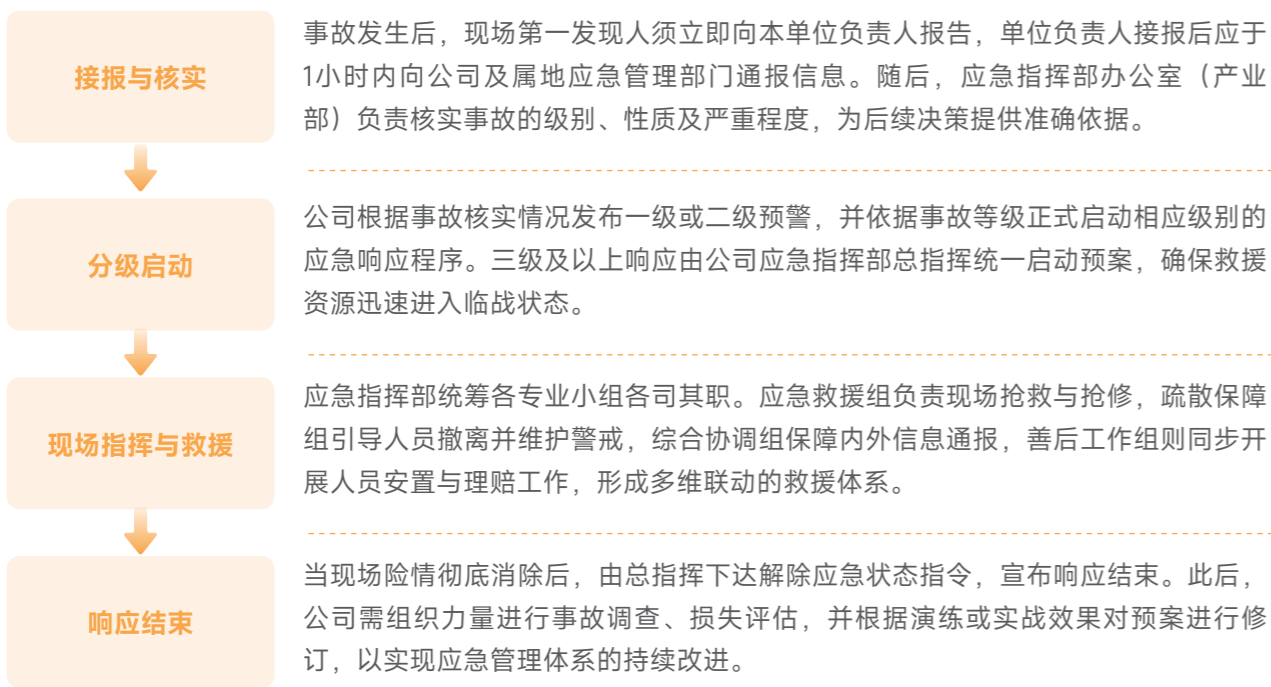 接报与核实
事故发生后，现场第一发现人须立即向本单位负责人报告，单位负责人接报后应于
1小时内向公司及属地应急管理部门通报信息。随后，应急指挥部办公室（产业
部）负责核实事故的级别、性质及严重程度，为后续决策提供准确依据。
分级启动
公司根据事故核实情况发布一级或二级预警，并依据事故等级正式启动相应级别的
应急响应程序。三级及以上响应由公司应急指挥部总指挥统一启动预案，确保救援
资源迅速进入临战状态。
现场指挥与救援
应急指挥部统筹各专业小组各司其职。应急救援组负责现场抢救与抢修，疏散保障
组引导人员撤离并维护警戒，综合协调组保障内外信息通报，善后工作组则同步开
展人员安置与理赔工作，形成多维联动的救援体系。
响应结束
当现场险情彻底消除后，由总指挥下达解除应急状态指令，宣布响应结束。此后，
公司需组织力量进行事故调查、损失评估，并根据演练或实战效果对预案进行修
订，以实现应急管理体系的持续改进。